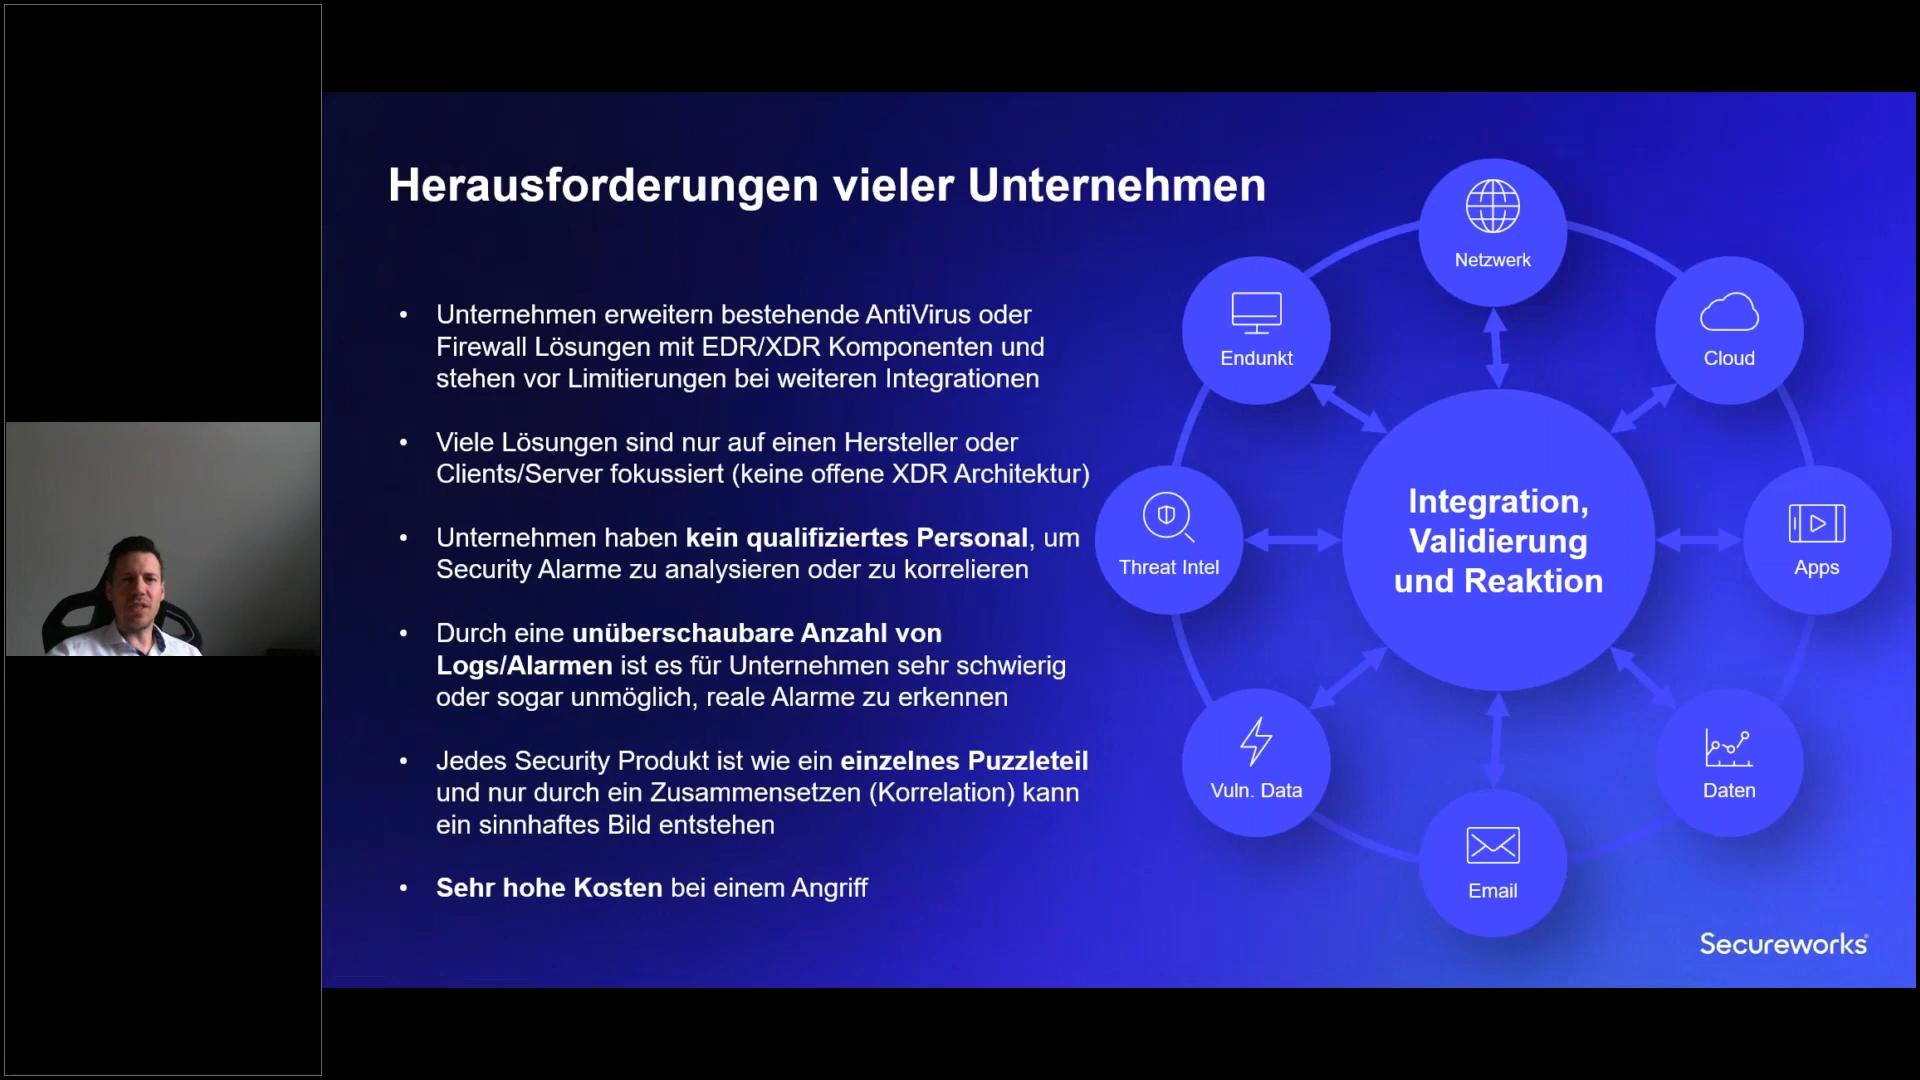 Herausforderungen vieler Unternehmen
• Unternehmen erweitern bestehende AntiVirus oder
Firewall Lösungen mit EDR/XDR Komponenten und
stehen vor Limitierungen bei weiteren Integrationen
• Viele Lösungen sind nur auf einen Hersteller oder
Clients/Server fokussiert (keine offene XDR Architektur)
• Unternehmen haben kein qualifiziertes Personal, um
Security Alarme zu analysieren oder zu korrelieren
• Durch eine unüberschaubare Anzahl von
Logs/Alarmen ist es für Unternehmen sehr schwierig
oder sogar unmöglich, reale Alarme zu erkennen
• Jedes Security Produkt ist wie ein einzelnes Puzzleteil
und nur durch ein Zusammensetzen (Korrelation) kann
ein sinnhaftes Bild entstehen
• Sehr hohe Kosten bei einem Angriff
Netzwerk
Endunkt
Cloud
Threat Intel
Integration,
Validierung
und Reaktion
Apps
Vuln. Data
Daten
Email
Secureworks